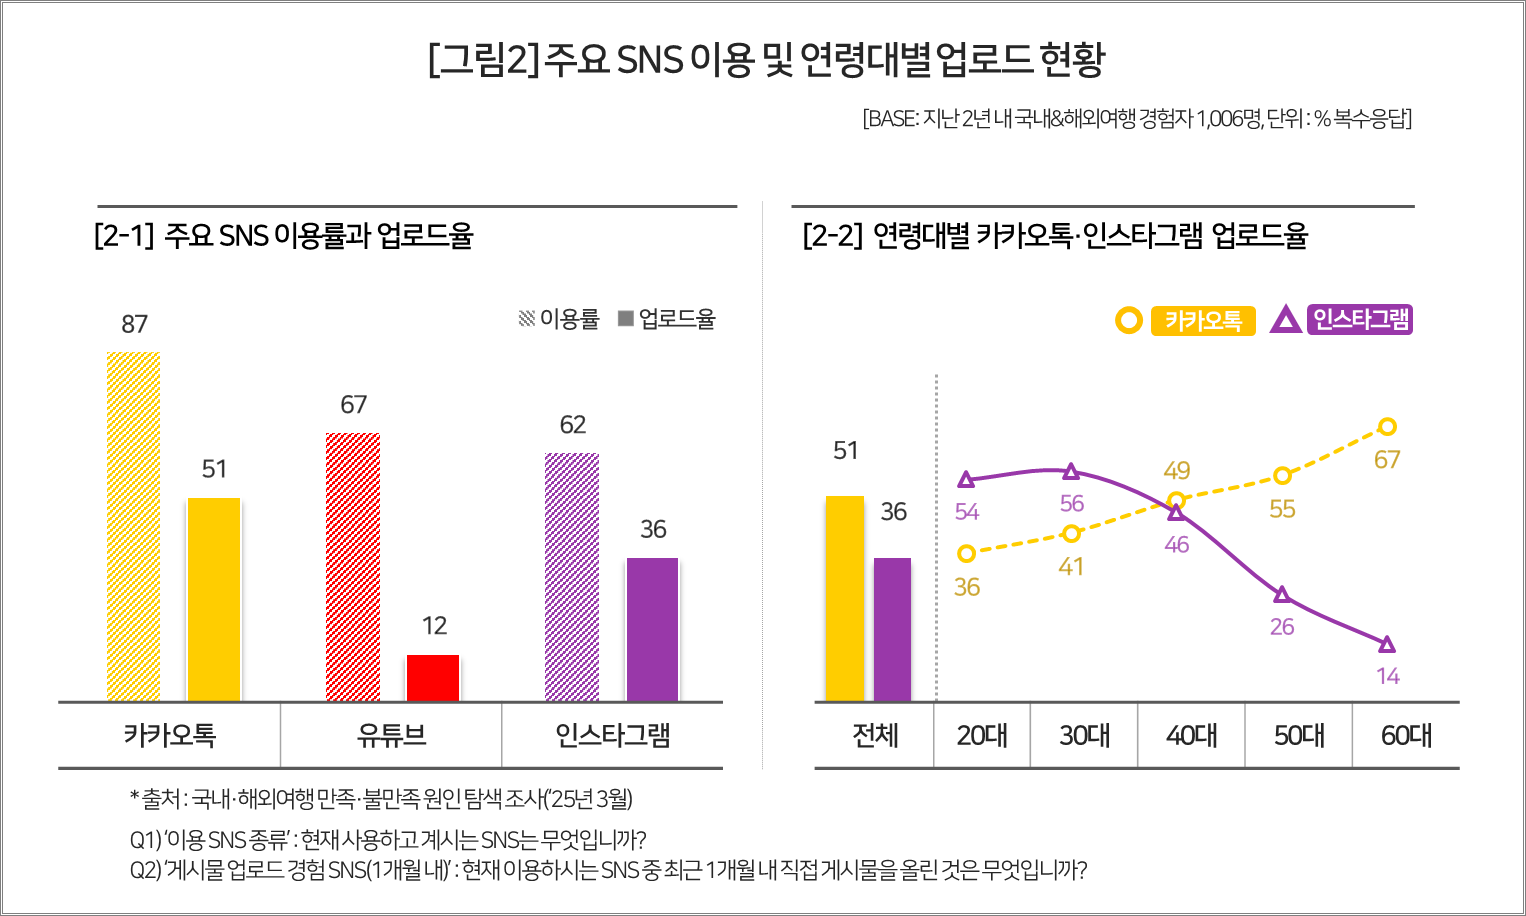 [그림2] 주요 SNS 이용 및 연령대별 업로드 현황
[BASE: 지난 2년 내 국내&해외여행 경험자 1,006명, 단위 : % 복수응답]
[2-1] 주요 SNS 이용률과 업로드율
이용률 업로드율
87
51
67
12
62
36
카카오톡 유튜브 인스타그램
[2-2] 연령대별 카카오톡·인스타그램 업로드율
카카오톡 인스타그램
51
36
54
36
56
41
49
46
55
26
67
14
전체 20대 30대 40대 50대 60대
* 출처 : 국내·해외여행 만족·불만족 원인 탐색 조사(‘25년 3월)
Q1) ‘이용 SNS 종류’ : 현재 사용하고 계시는 SNS는 무엇입니까?
Q2) ‘게시물 업로드 경험 SNS(1개월 내)’ : 현재 이용하시는 SNS 중 최근 1개월 내 직접 게시물을 올린 것은 무엇입니까?